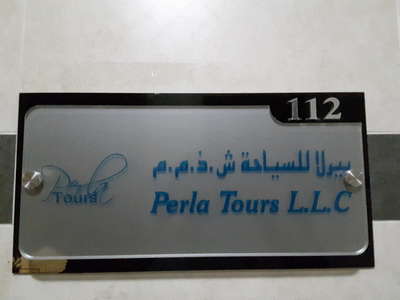 112
بيرلا للسياحة ش.ذ.م.م
Perla Tours L.L.C
Perla
Tours